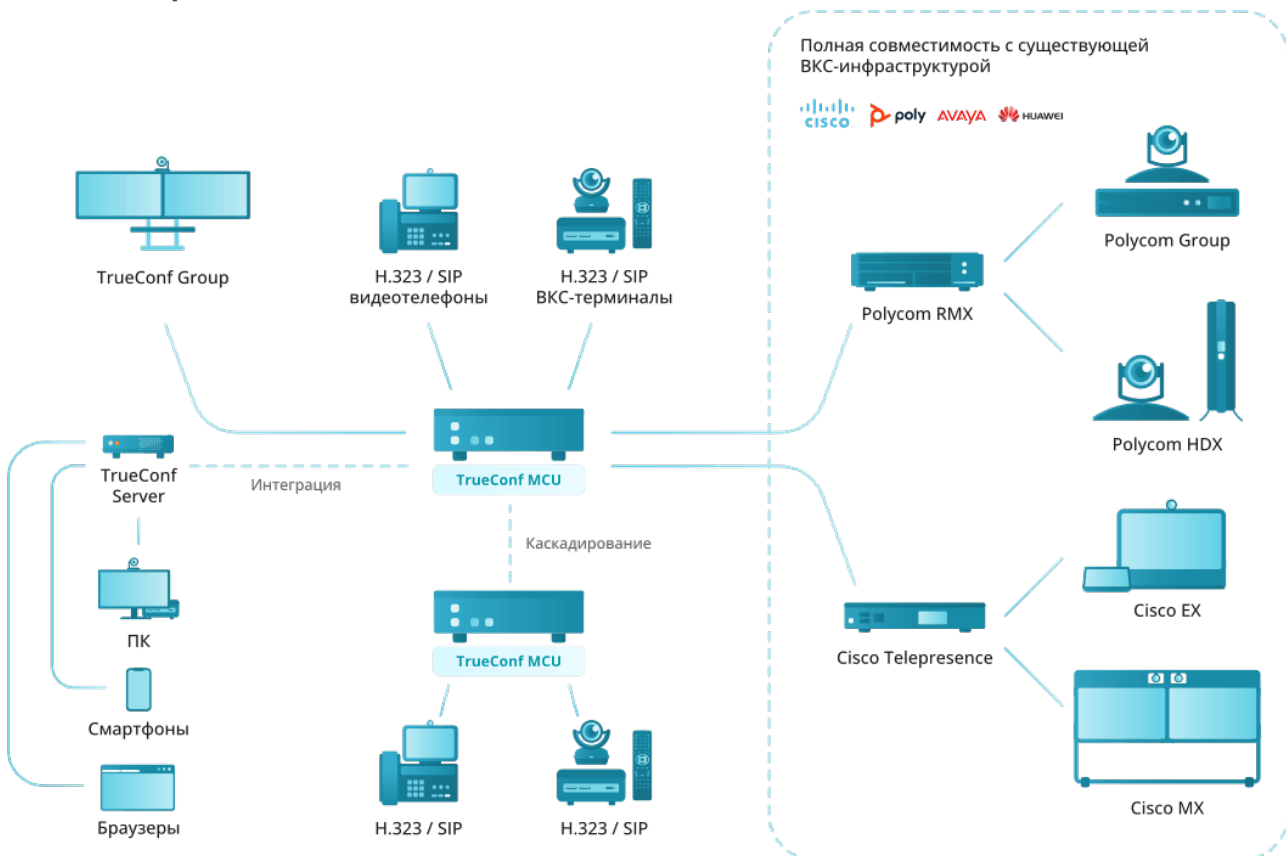 Полная совместимость с существующей
ВКС-инфраструктурой
CISCO
poly
AVAYA
HUAWEI
TrueConf Group
H.323 / SIP
видеотелефоны
H.323 / SIP
ВКС-терминалы
Polycom RMX
Polycom Group
Polycom HDX
TrueConf
Server
Интеграция
TrueConf MCU
Каскадирование
ПК
TrueConf MCU
Cisco Telepresence
Cisco EX
Смартфоны
Браузеры
H.323 / SIP
H.323 / SIP
Cisco MX